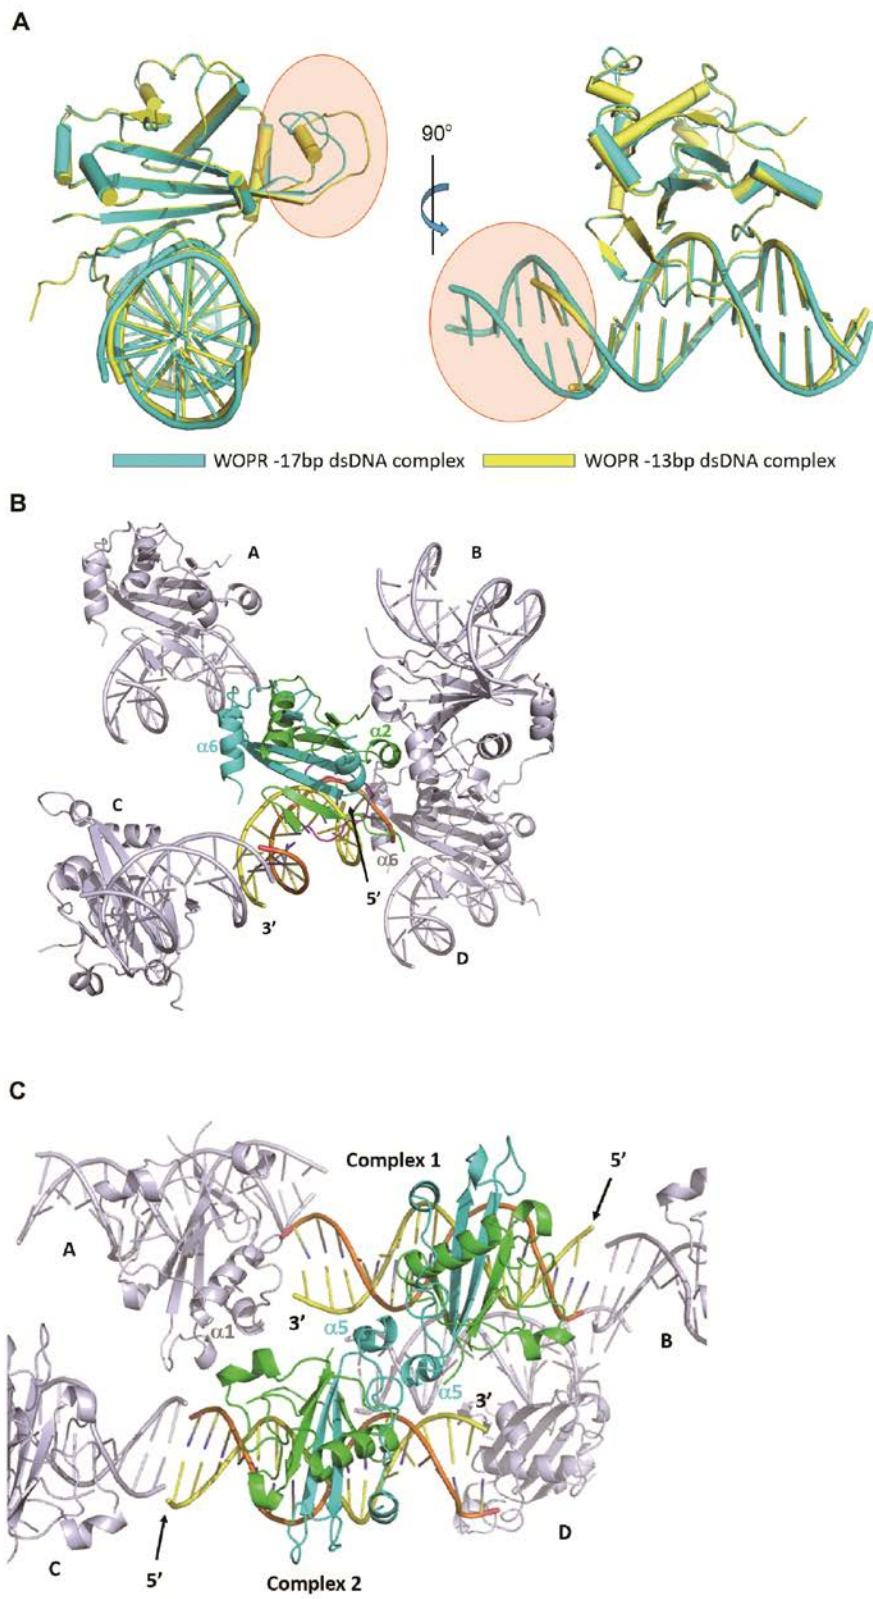 A
90°
WOPR -17bp dsDNA complex
WOPR -13bp dsDNA complex
B
A
B
α6
α2
C
α6
5’
3’
D
C
Complex 1
5’
A
3’
α1
α5
B
α5
3’
C
5’
D
Complex 2